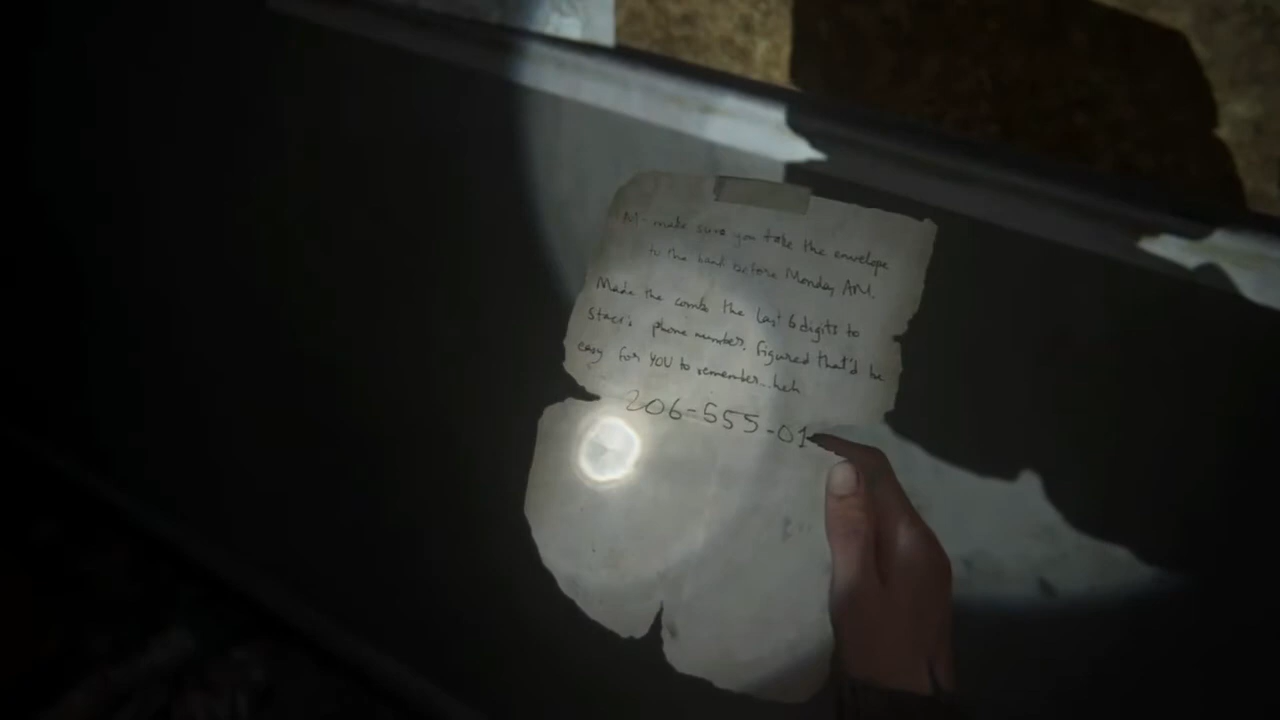 M- make sure you take the envelope
to the bank before Monday AM.
Made the combo the last 6 digits to
Staci's phone number, figured that'd be
easy for YOU to remember...heh
206-555-01